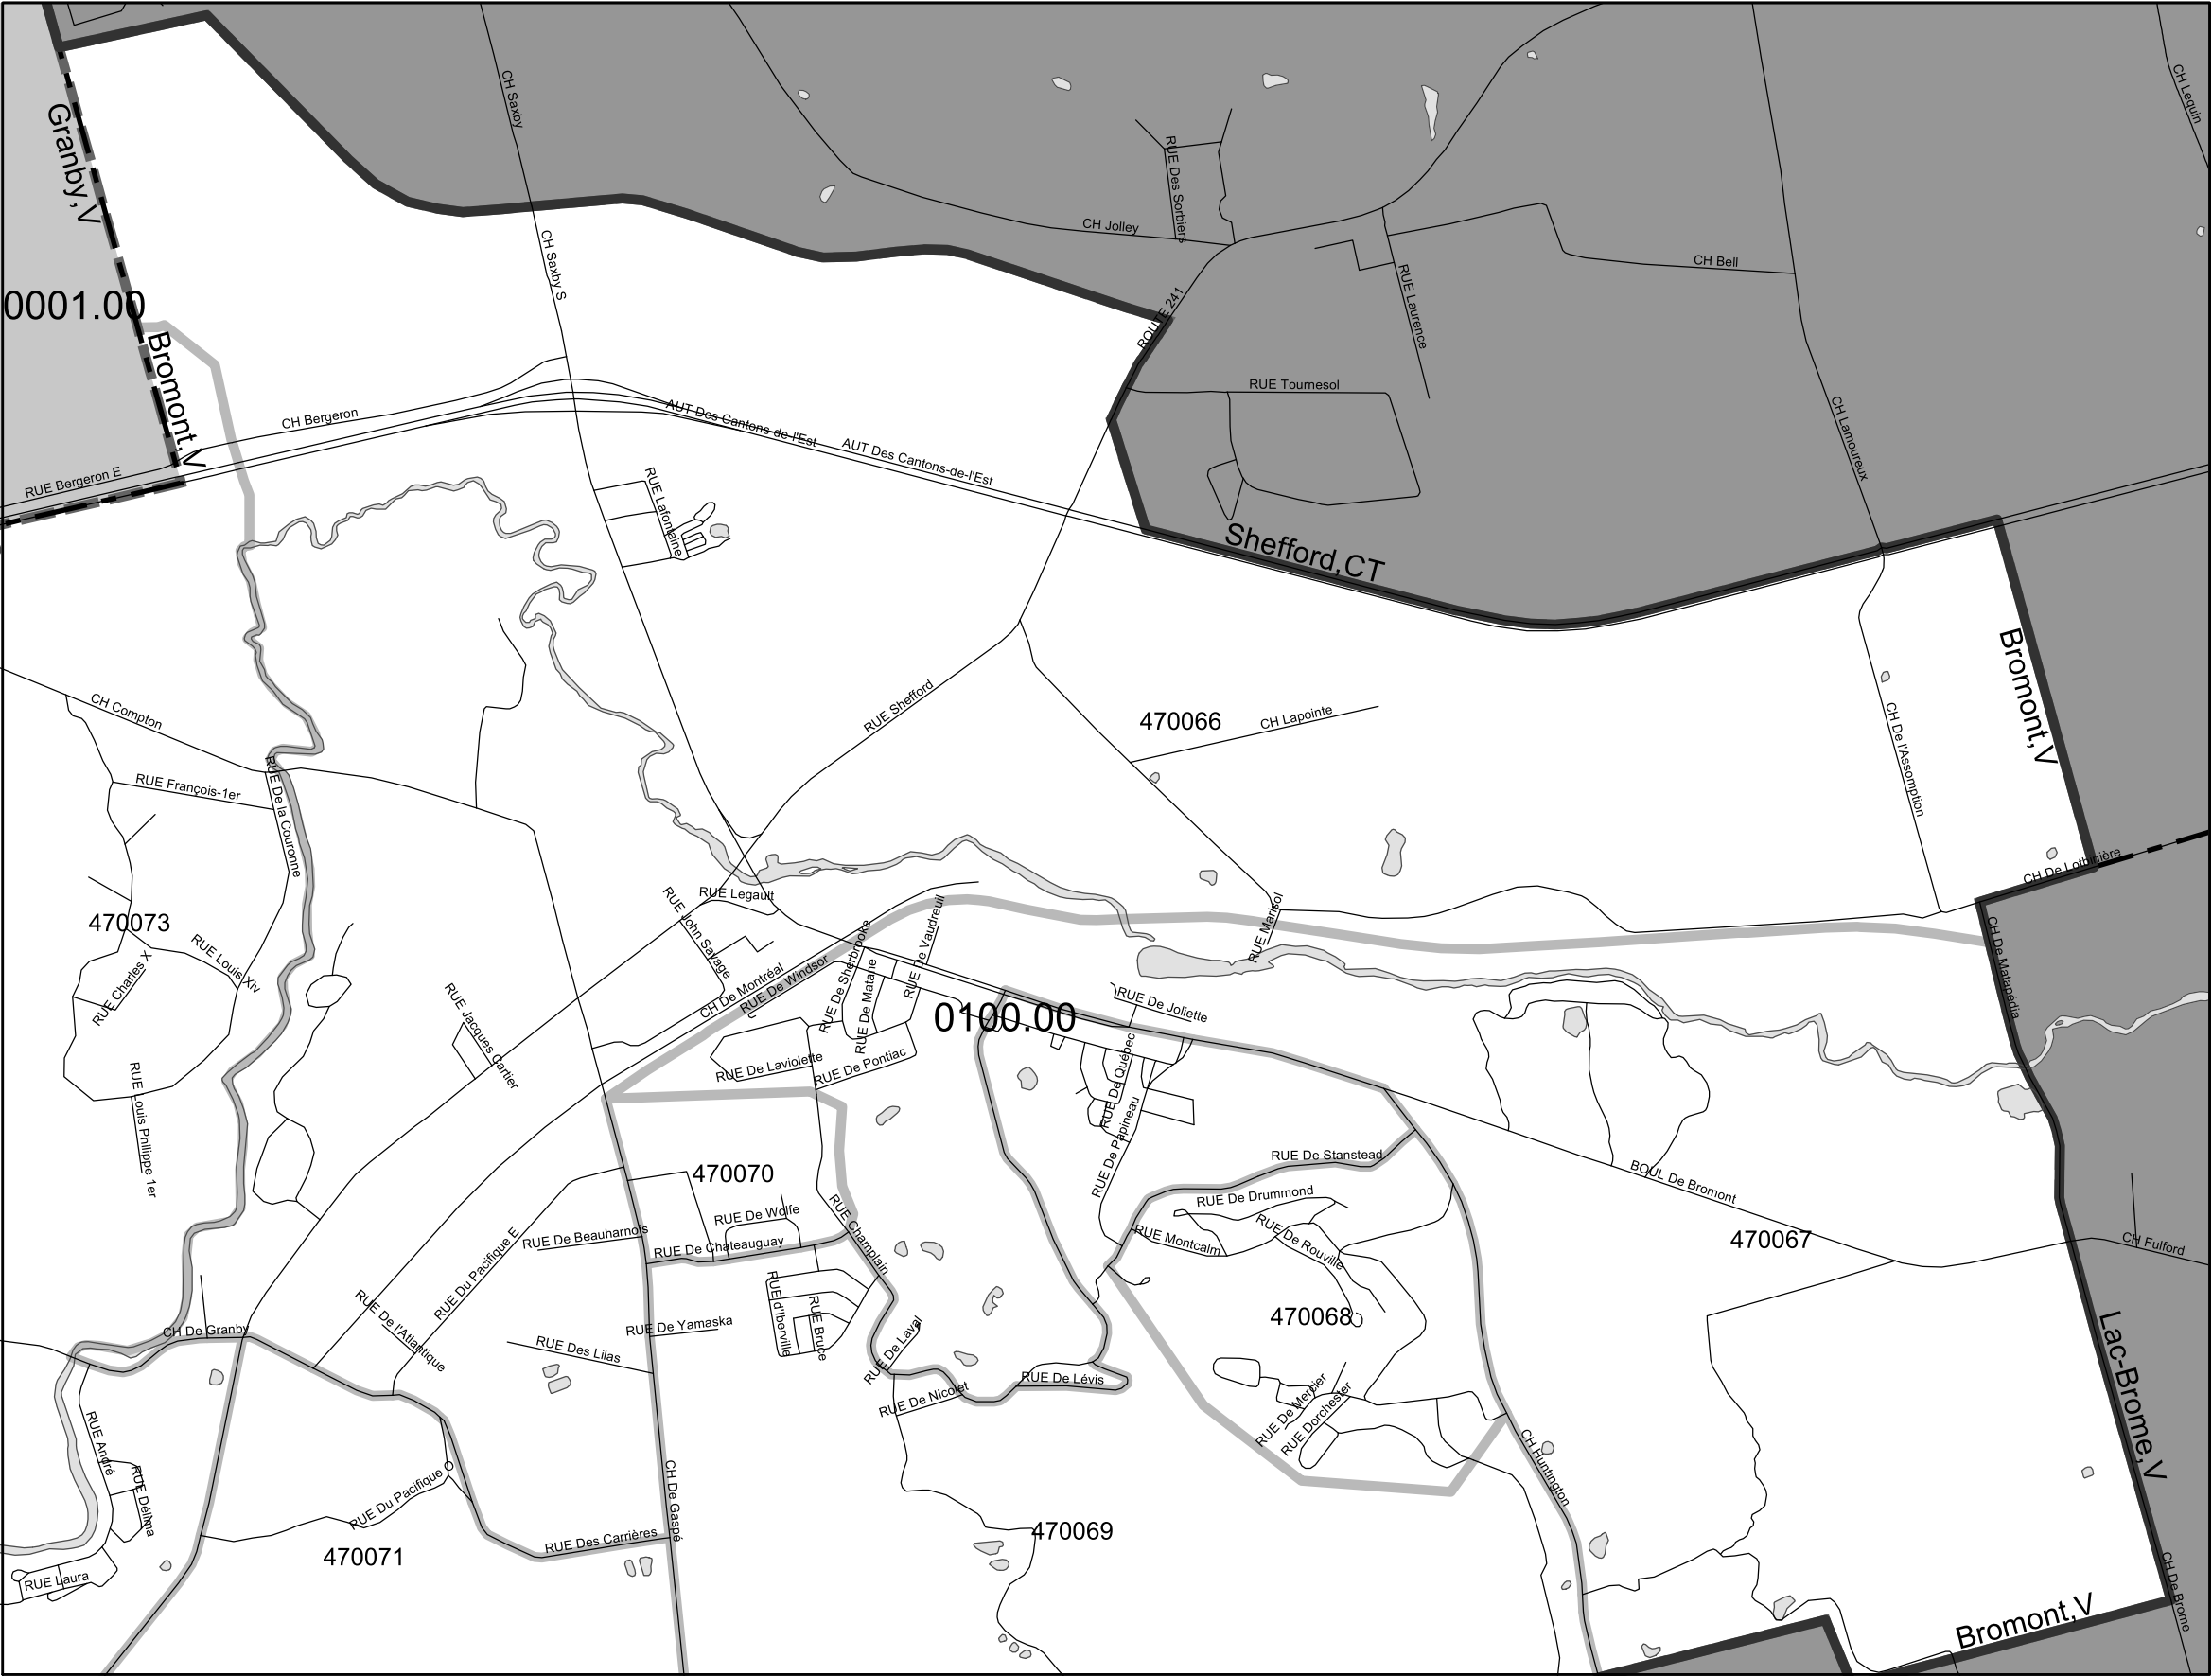 CH Saxby
CH Lequin
Granby,V
RUE Des Sorbiers
CH Jolley
CH Saxby S
CH Bell
RUE Laurence
ROUTE 241
0001.00
Bromont,V
RUE Tournesol
CH Bergeron
AUT Des Cantons-de-l'Est
AUT Des Cantons-de-l'Est
CH Lamoureux
RUE Bergeron E
RUE Lafontaine
Shefford,CT
Bromont,V
CH Compton
RUE Shefford
470066
CH Lapointe
CH De l'Assomption
RUE François-1er
RUE De la Couronne
CH De Lotbinière
RUE Legault
RUE John Savage
RUE Marisol
470073
RUE De Sherbrooke
RUE De Vaudreuil
CH De Matapédia
RUE Louis Xiv
RUE Charles X
CH De Montréal
RUE De Windsor
RUE De Matane
RUE Jacques Cartier
0100.00
RUE De Joliette
RUE De Laviolette
RUE De Pontiac
RUE De Québec
RUE Louis Philippe 1er
RUE De Papineau
RUE De Stanstead
470070
BOUL De Bromont
RUE De Drummond
RUE De Wolfe
RUE Champlain
RUE De Beauharnois
RUE De Chateauguay
RUE Montcalm
RUE De Rouville
470067
CH Fulford
RUE Du Pacifique E
RUE De l'Atlantique
RUE d'Iberville
RUE Bruce
CH De Granby
RUE De Yamaska
470068
RUE De Laval
RUE Des Lilas
RUE De Lévis
Lac-Brome,V
RUE De Nicolet
RUE De Mercier
RUE Dorchester
RUE André
RUE Délima
CH Huntington
RUE Du Pacifique O
CH De Gaspé
RUE Des Carrières
470069
470071
RUE Laura
CH De Brome
Bromont,V